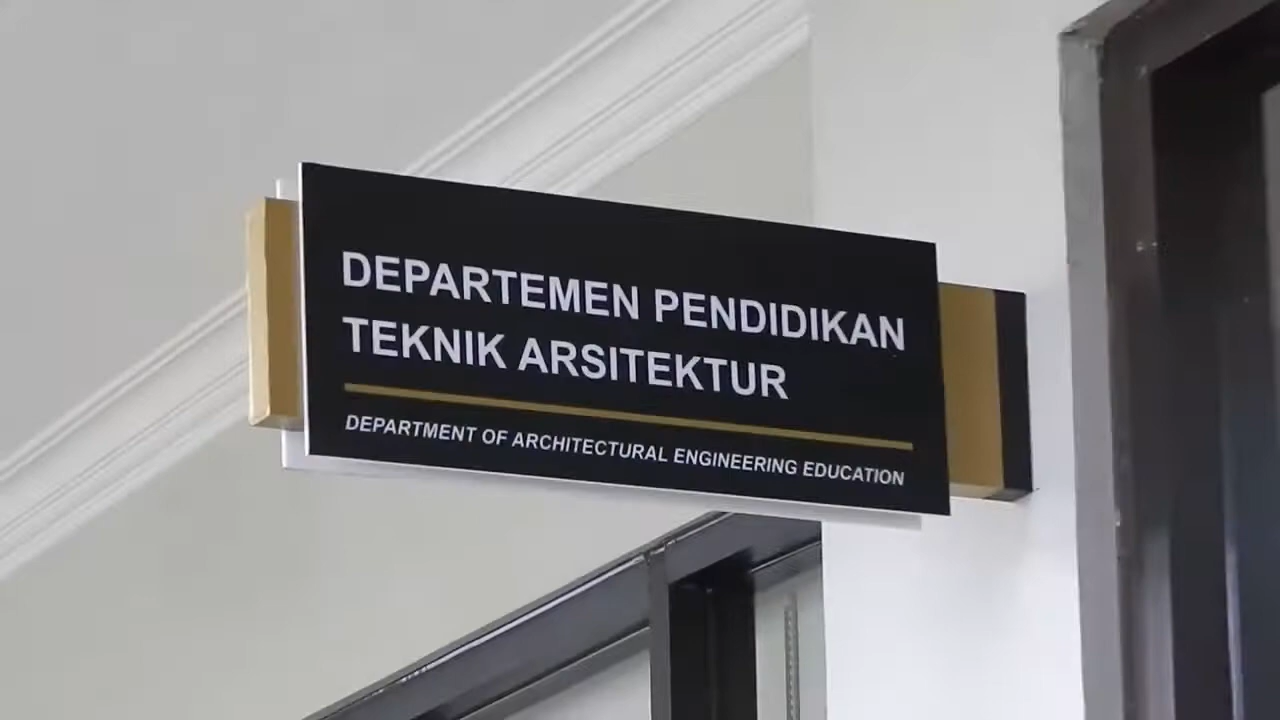 DEPARTEMEN PENDIDIKAN
TEKNIK ARSITEKTUR
DEPARTMENT OF ARCHITECTURAL ENGINEERING EDUCATION